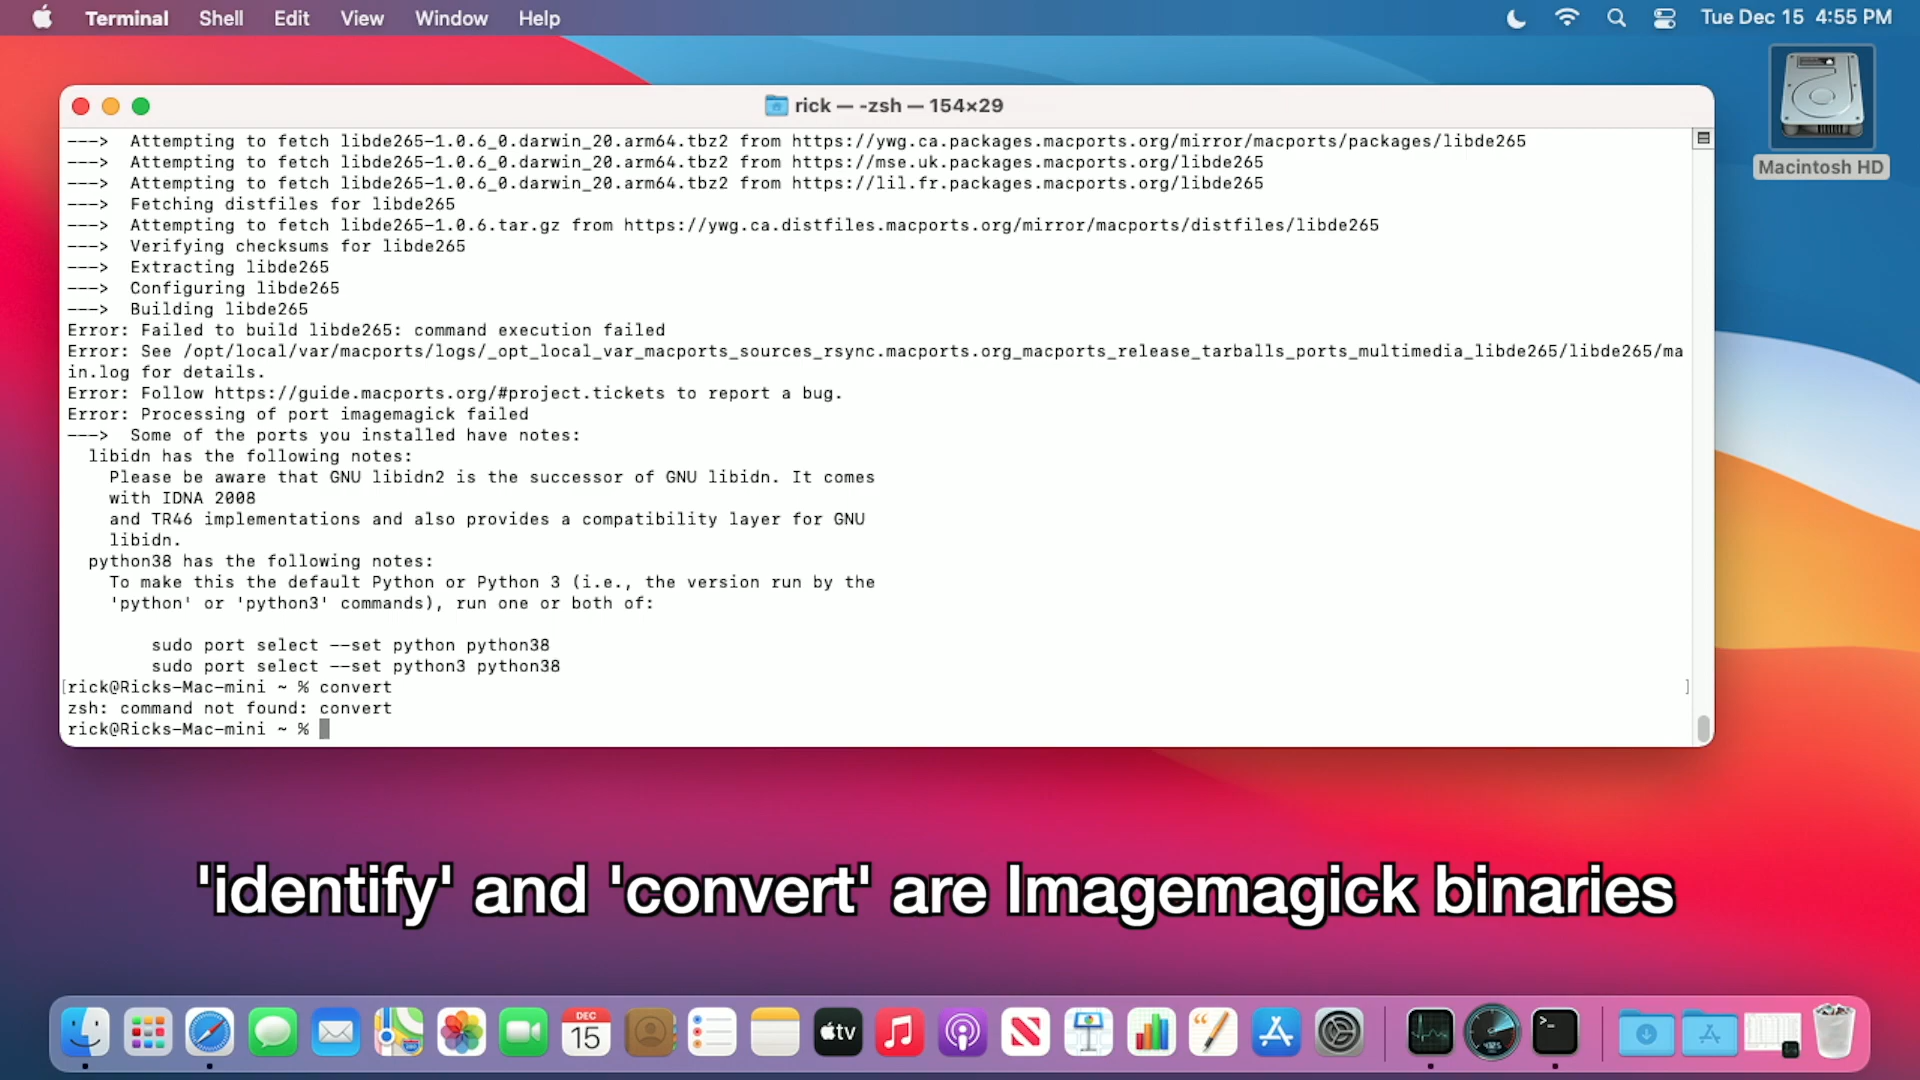 Terminal Shell Edit View Window Help Tue Dec 15 4:55 PM
Macintosh HD
rick — -zsh — 154×29
---> Attempting to fetch libde265-1.0.6_0.darwin_20.arm64.tbz2 from https://ywg.ca.packages.macports.org/mirror/macports/packages/libde265
---> Attempting to fetch libde265-1.0.6_0.darwin_20.arm64.tbz2 from https://mse.uk.packages.macports.org/libde265
---> Attempting to fetch libde265-1.0.6_0.darwin_20.arm64.tbz2 from https://lil.fr.packages.macports.org/libde265
---> Fetching distfiles for libde265
---> Attempting to fetch libde265-1.0.6.tar.gz from https://ywg.ca.distfiles.macports.org/mirror/macports/distfiles/libde265
---> Verifying checksums for libde265
---> Extracting libde265
---> Configuring libde265
---> Building libde265
Error: Failed to build libde265: command execution failed
Error: See /opt/local/var/macports/logs/_opt_local_var_macports_sources_rsync.macports.org_macports_release_tarballs_ports_multimedia_libde265/libde265/ma
in.log for details.
Error: Follow https://guide.macports.org/#project.tickets to report a bug.
Error: Processing of port imagemagick failed
---> Some of the ports you installed have notes:
libidn has the following notes:
Please be aware that GNU libidn2 is the successor of GNU libidn. It comes
with IDNA 2008
and TR46 implementations and also provides a compatibility layer for GNU
libidn.
python38 has the following notes:
To make this the default Python or Python 3 (i.e., the version run by the
'python' or 'python3' commands), run one or both of:
sudo port select --set python python38
sudo port select --set python3 python38
[rick@Ricks-Mac-mini ~ % convert ]
zsh: command not found: convert
rick@Ricks-Mac-mini ~ %
'identify' and 'convert' are Imagemagick binaries
DEC
15
tv
>_